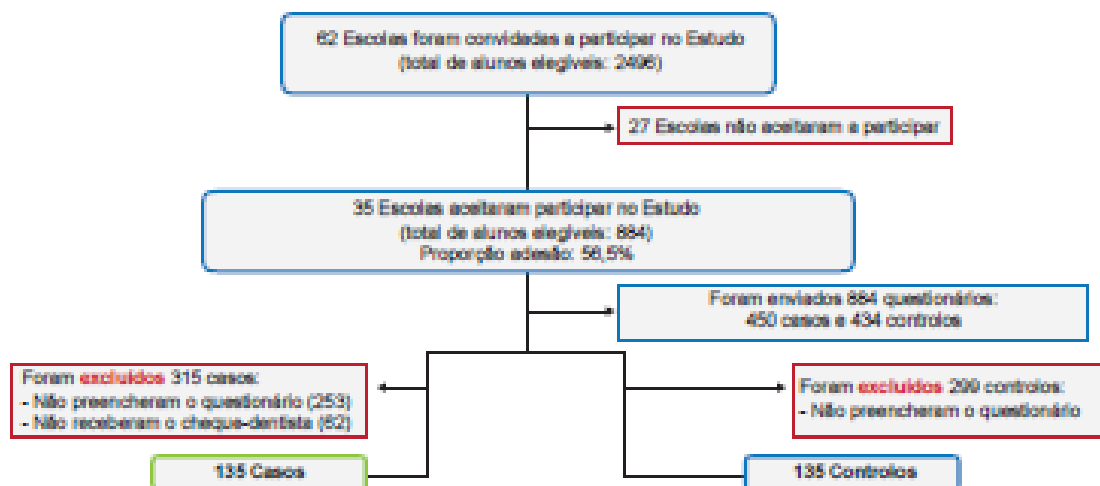 62 Escolas foram convidadas a participar no Estudo
(total de alunos elegíveis: 2496)
27 Escolas não aceitaram a participar
35 Escolas aceitaram participar no Estudo
(total de alunos elegíveis: 884)
Proporção adesão: 56,5%
Foram enviados 884 questionários:
450 casos e 434 controlos
Foram excluídos 315 casos:
- Não preencheram o questionário (253)
- Não receberam o cheque-dentista (62)
Foram excluídos 299 controlos:
- Não preencheram o questionário
135 Casos
135 Controlos